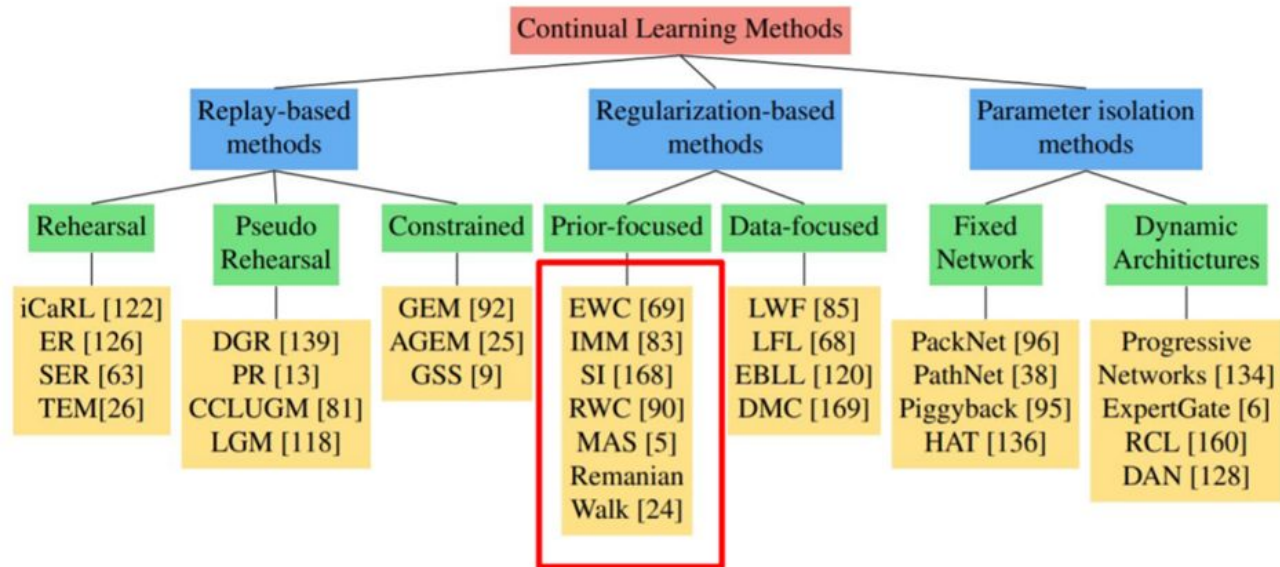 Continual Learning Methods
Replay-based
methods
Regularization-based
methods
Parameter isolation
methods
Rehearsal
Pseudo
Rehearsal
Constrained
Prior-focused
Data-focused
Fixed
Network
Dynamic
Architictures
iCaRL [122]
ER [126]
SER [63]
TEM[26]
DGR [139]
PR [13]
CCLUGM [81]
LGM [118]
GEM [92]
AGEM [25]
GSS [9]
EWC [69]
IMM [83]
SI [168]
RWC [90]
MAS [5]
Remanian
Walk [24]
LWF [85]
LFL [68]
EBLL [120]
DMC [169]
PackNet [96]
PathNet [38]
Piggyback [95]
HAT [136]
Progressive
Networks [134]
ExpertGate [6]
RCL [160]
DAN [128]